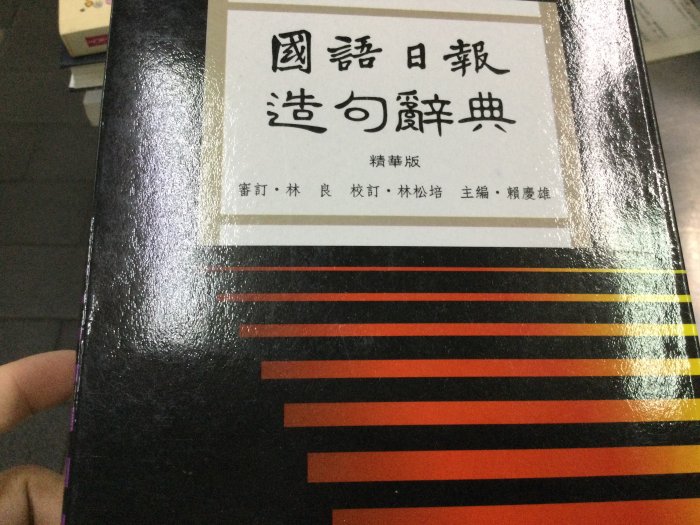 國語日報
造句辭典
精華版
審訂・林 良 校訂・林松培 主編・賴慶雄